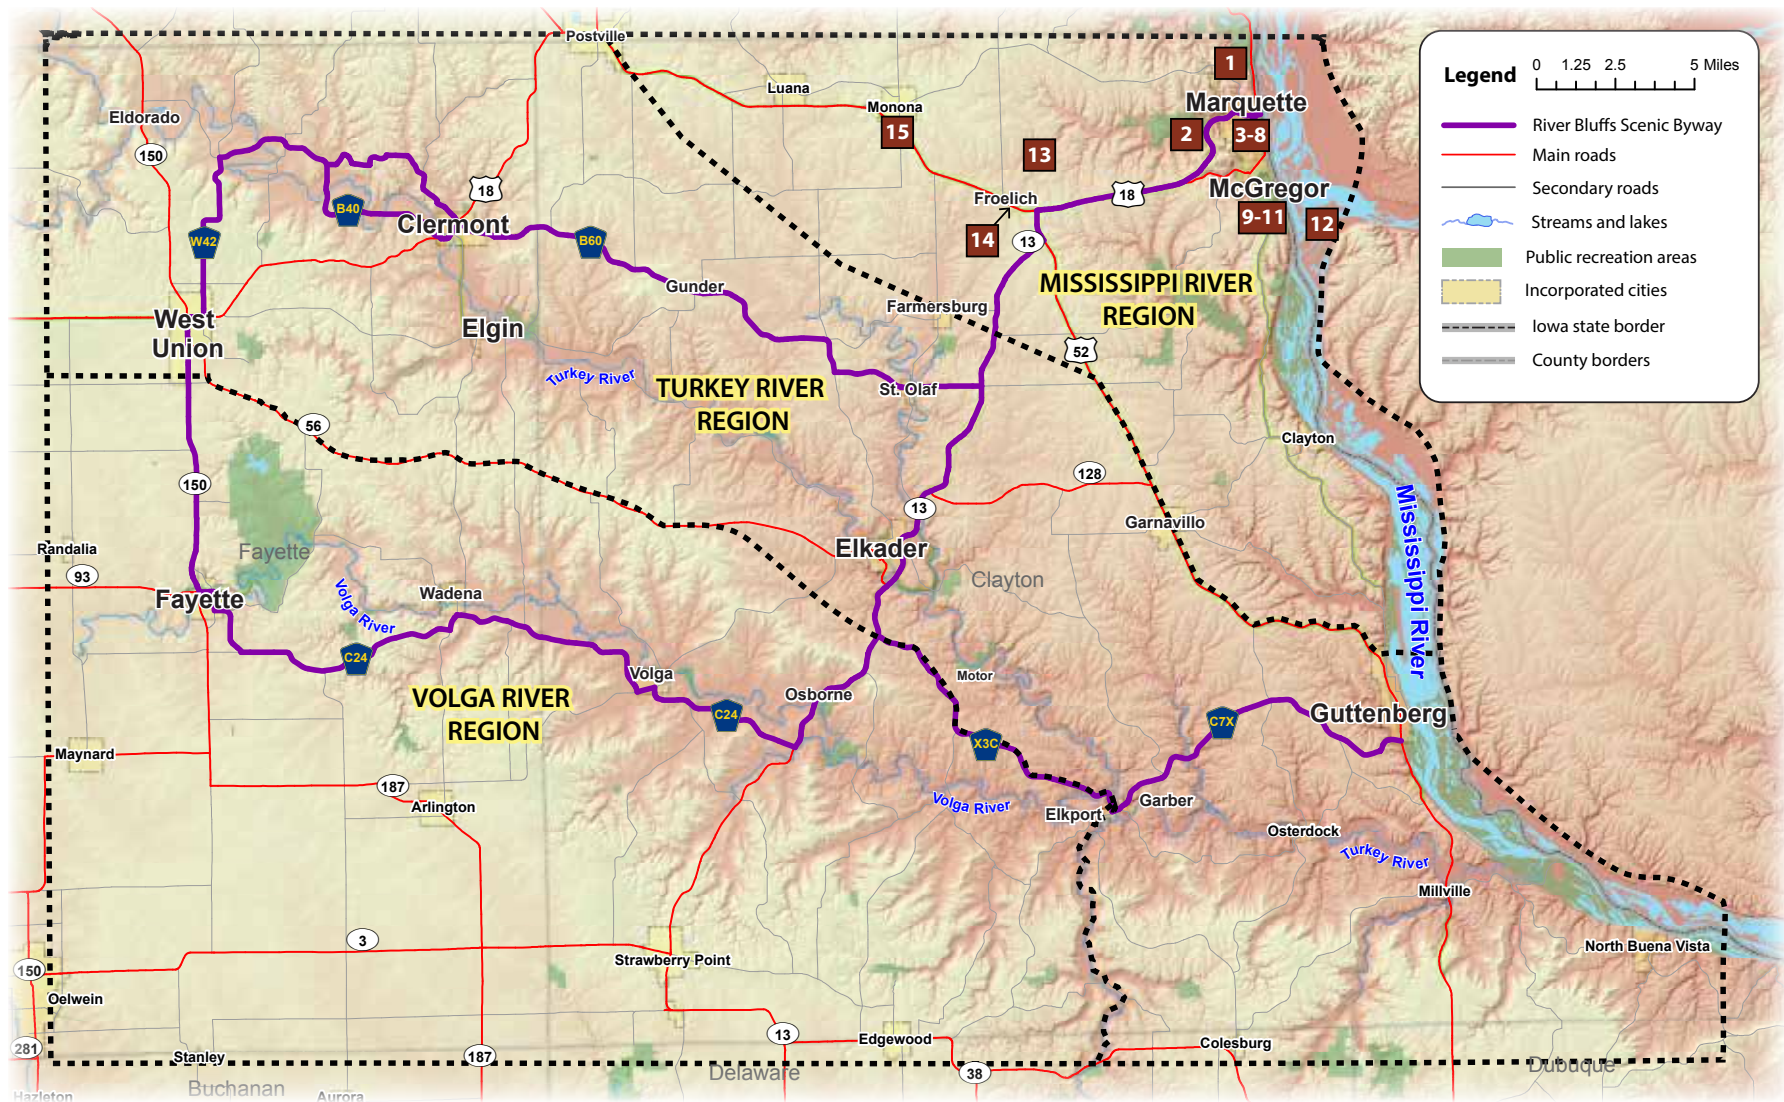 Postville
Luana
Monona
15
Eldorado
150
18
B40
W42
Clermont
B60
Gunder
West
Union
Elgin
Turkey River
TURKEY RIVER
REGION
Farmersburg
St. Olaf
1
Marquette
2
3-8
13
18
McGregor
9-11
12
Froelich
14
13
MISSISSIPPI RIVER
REGION
52
Legend
0 1.25 2.5 5 Miles
River Bluffs Scenic Byway
Main roads
Secondary roads
Streams and lakes
Public recreation areas
Incorporated cities
Iowa state border
County borders
56
150
Randalia
93
Fayette
Fayette
Volga River
Wadena
C24
VOLGA RIVER
REGION
Volga
C24
Osborne
13
Elkader
128
Garnavillo
Clayton
Clayton
Mississippi River
Motor
X3C
C7X
Guttenberg
Volga River
Elkport
Garber
Osterdock
Turkey River
Millville
North Buena Vista
Maynard
187
Arlington
3
Strawberry Point
150
Oelwein
281
Stanley
187
13
Edgewood
38
Colesburg
Hazleton
Buchanan
Aurora
Delaware
Dubuque